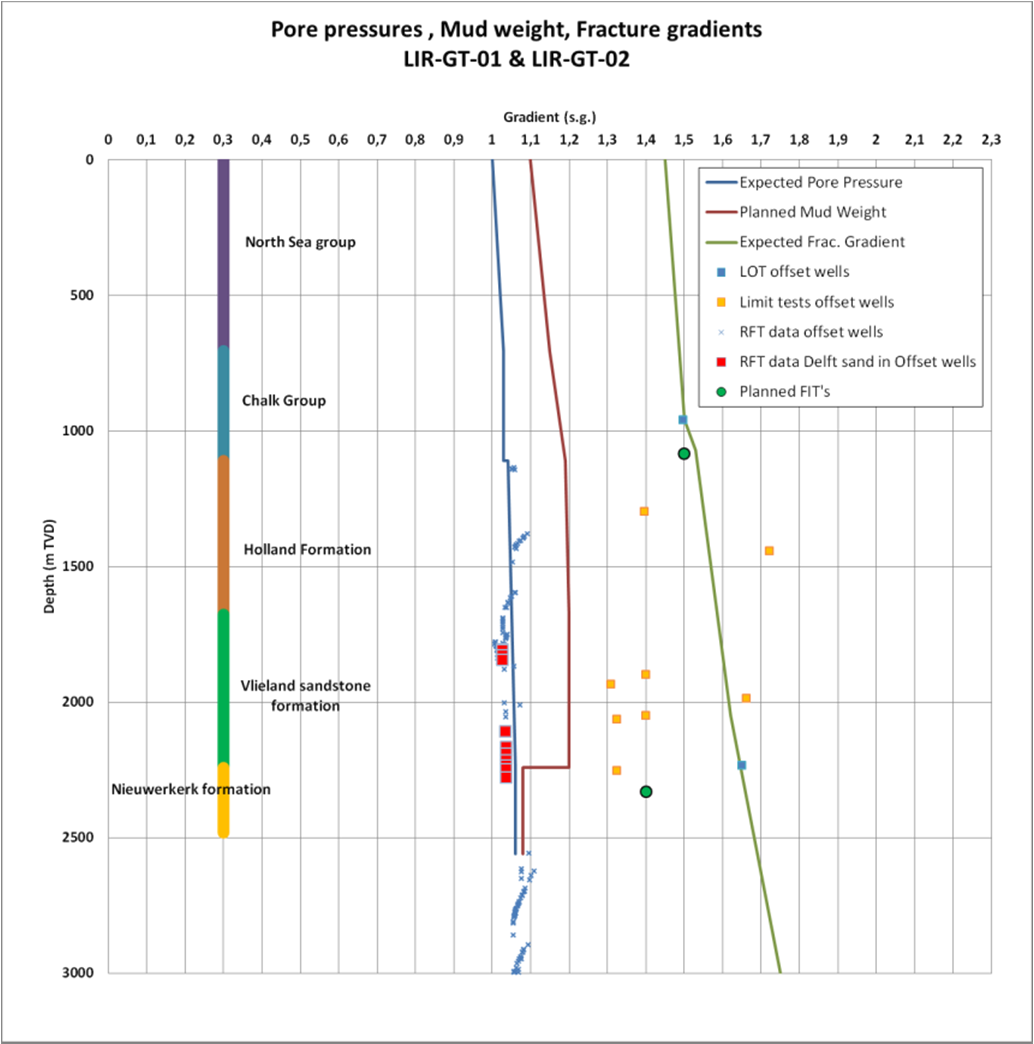 Pore pressures , Mud weight, Fracture gradients
LIR-GT-01 & LIR-GT-02
Gradient (s.g.)
0 0,1 0,2 0,3 0,4 0,5 0,6 0,7 0,8 0,9 1 1,1 1,2 1,3 1,4 1,5 1,6 1,7 1,8 1,9 2 2,1 2,2 2,3
0
Expected Pore Pressure
Planned Mud Weight
Expected Frac. Gradient
LOT offset wells
Limit tests offset wells
RFT data offset wells
RFT data Delft sand in Offset wells
Planned FIT's
North Sea group
500
Chalk Group
1000
Holland Formation
Depth (m TVD)
1500
Vlieland sandstone
formation
2000
Nieuwerkerk formation
2500
3000